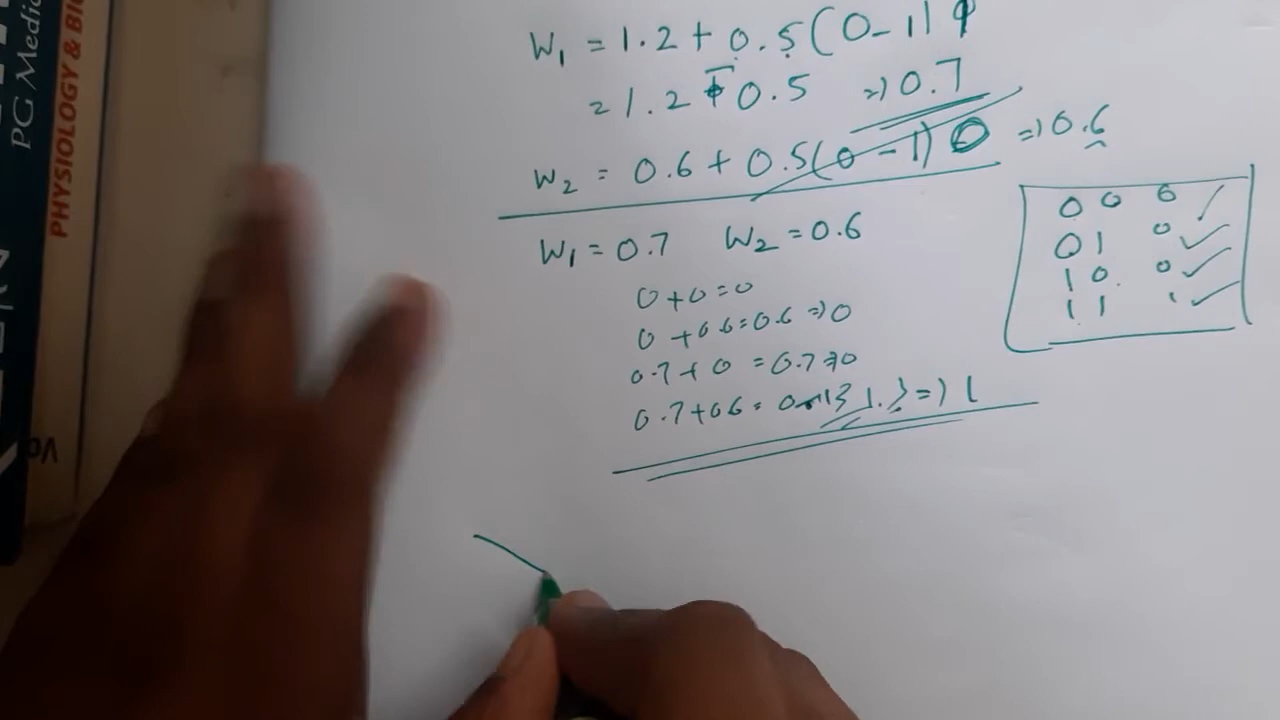 PG Medic
PHYSIOLOGY & BI
W₁ = 1.2 + 0.5(0-1) 1
= 1.2 - 0.5 => 0.7
W₂ = 0.6 + 0.5(0-1) 0 => 0.6
W₁ = 0.7 W₂ = 0.6
0+0=0
0+0.6=0.6 => 0
0.7+0 = 0.7 => 0
0.7+0.6= 1.3 => 1
0 0 0 ✓
0 1 0 ✓
1 0 0 ✓
1 1 1 ✓